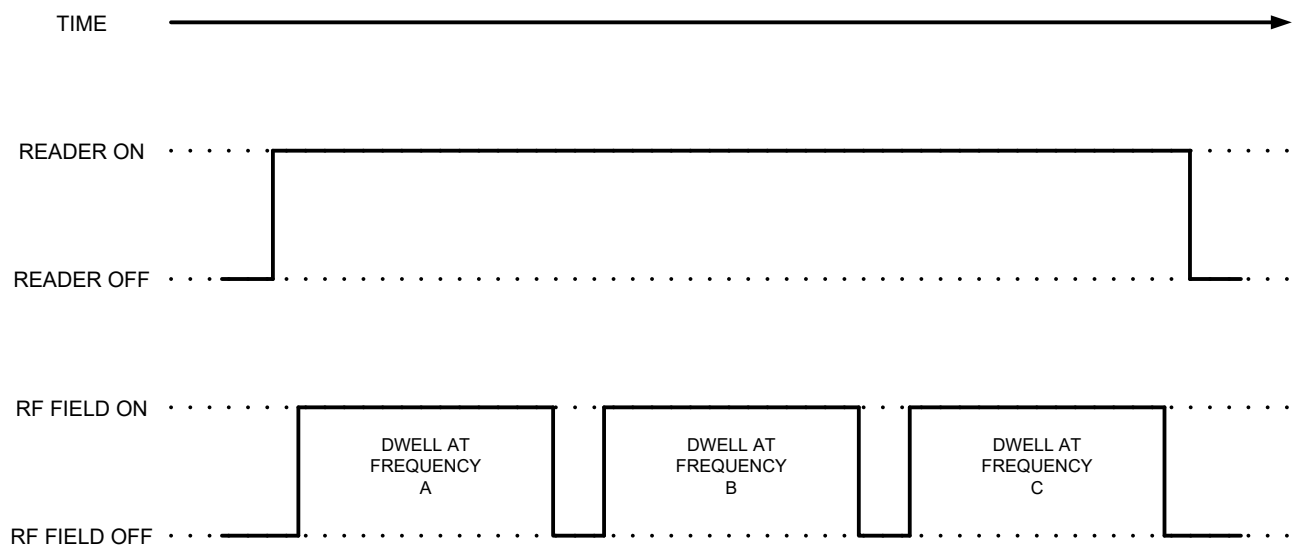 TIME
READER ON
READER OFF
RF FIELD ON
DWELL AT
FREQUENCY
A
DWELL AT
FREQUENCY
B
DWELL AT
FREQUENCY
C
RF FIELD OFF